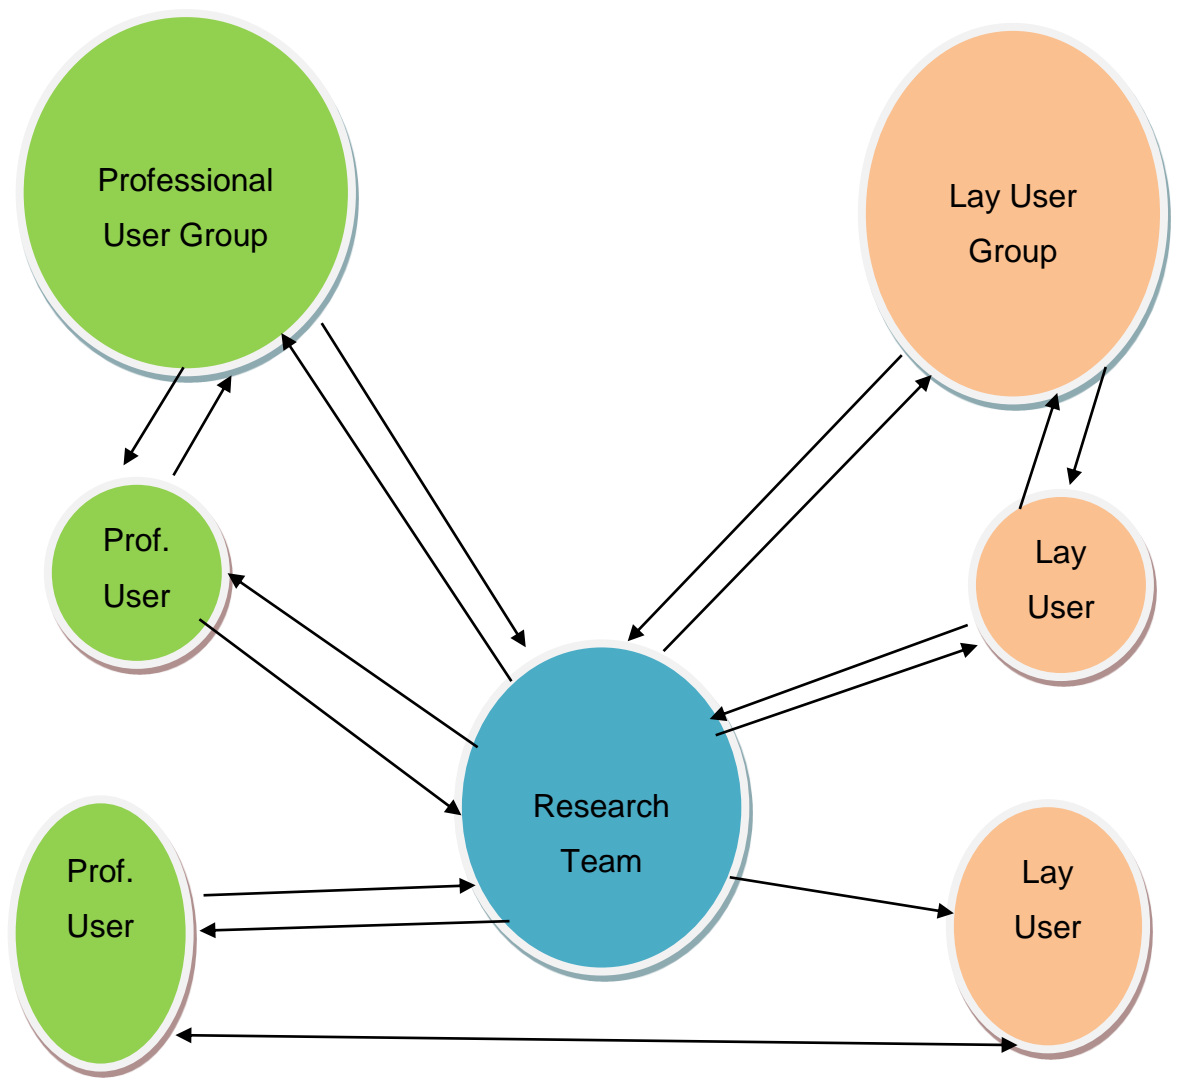 Professional
User Group
Lay User
Group
Prof.
User
Lay
User
Research
Team
Prof.
User
Lay
User